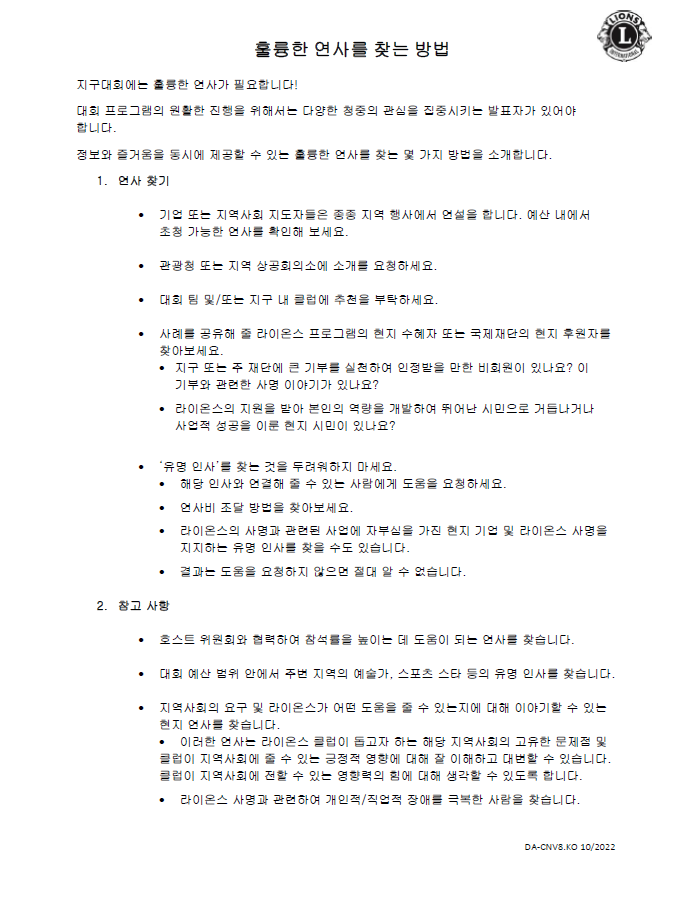 LIONS
L
INTERNATIONAL
훌륭한 연사를 찾는 방법
지구대회에는 훌륭한 연사가 필요합니다!
대회 프로그램의 원활한 진행을 위해서는 다양한 청중의 관심을 집중시키는 발표자가 있어야
합니다.
정보와 즐거움을 동시에 제공할 수 있는 훌륭한 연사를 찾는 몇 가지 방법을 소개합니다.
1. 연사 찾기
• 기업 또는 지역사회 지도자들은 종종 지역 행사에서 연설을 합니다. 예산 내에서
초청 가능한 연사를 확인해 보세요.
• 관광청 또는 지역 상공회의소에 소개를 요청하세요.
• 대회 팀 및/또는 지구 내 클럽에 추천을 부탁하세요.
• 사례를 공유해 줄 라이온스 프로그램의 현지 수혜자 또는 국제재단의 현지 후원자를
찾아보세요.
• 지구 또는 주 재단에 큰 기부를 실천하여 인정받을 만한 비회원이 있나요? 이
기부와 관련한 사명 이야기가 있나요?
• 라이온스의 지원을 받아 본인의 역량을 개발하여 뛰어난 시민으로 거듭나거나
사업적 성공을 이룬 현지 시민이 있나요?
• ‘유명 인사’를 찾는 것을 두려워하지 마세요.
• 해당 인사와 연결해 줄 수 있는 사람에게 도움을 요청하세요.
• 연사비 조달 방법을 찾아보세요.
• 라이온스의 사명과 관련된 사업에 자부심을 가진 현지 기업 및 라이온스 사명을
지지하는 유명 인사를 찾을 수도 있습니다.
• 결과는 도움을 요청하지 않으면 절대 알 수 없습니다.
2. 참고 사항
• 호스트 위원회와 협력하여 참석률을 높이는 데 도움이 되는 연사를 찾습니다.
• 대회 예산 범위 안에서 주변 지역의 예술가, 스포츠 스타 등의 유명 인사를 찾습니다.
• 지역사회의 요구 및 라이온스가 어떤 도움을 줄 수 있는지에 대해 이야기할 수 있는
현지 연사를 찾습니다.
• 이러한 연사는 라이온스 클럽이 돕고자 하는 해당 지역사회의 고유한 문제점 및
클럽이 지역사회에 줄 수 있는 긍정적 영향에 대해 잘 이해하고 대변할 수 있습니다.
클럽이 지역사회에 전할 수 있는 영향력의 힘에 대해 생각할 수 있도록 합니다.
• 라이온스 사명과 관련하여 개인적/직업적 장애를 극복한 사람을 찾습니다.
DA-CNVB.KO 10/2022